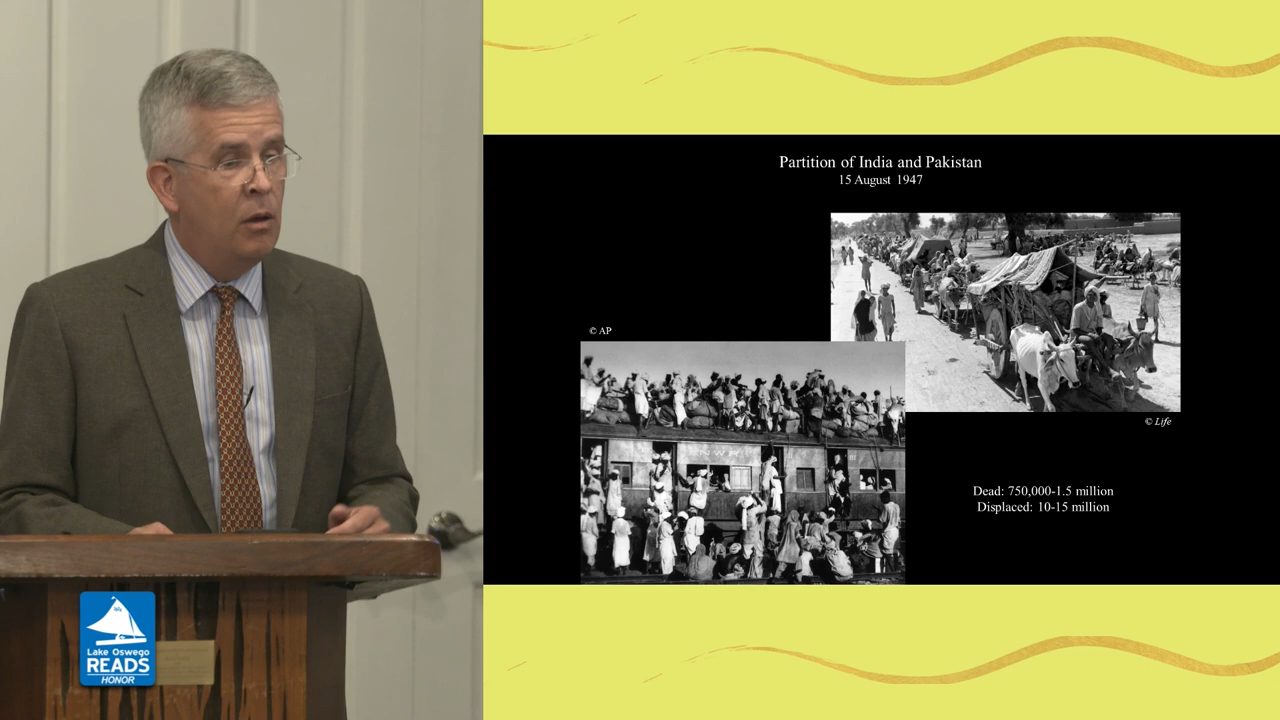 Partition of India and Pakistan
15 August 1947
© AP
N W R
© Life
Dead: 750,000-1.5 million
Displaced: 10-15 million
Lake Oswego
READS
HONOR